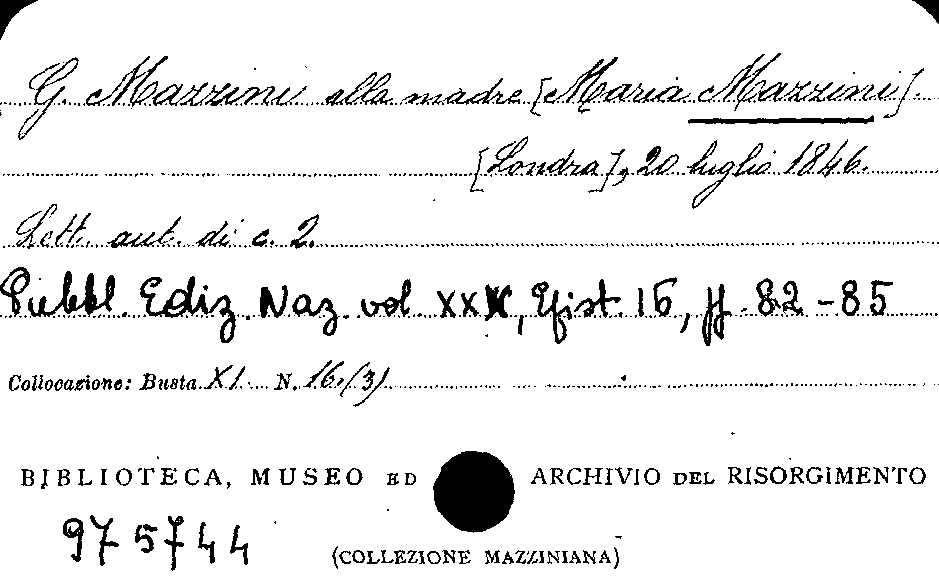 G. Mazzini alla madre [Maria Mazzini].
[Londra], 20 luglio 1846.
Lett. aut. di c. 2.
Pubbl. Ediz. Naz. vol. XXX, Epist. 16, pp. 82-85
Collocazione: Busta XI N. 16/(3)
BIBLIOTECA, MUSEO ED ARCHIVIO DEL RISORGIMENTO
975744
(COLLEZIONE MAZZINIANA)